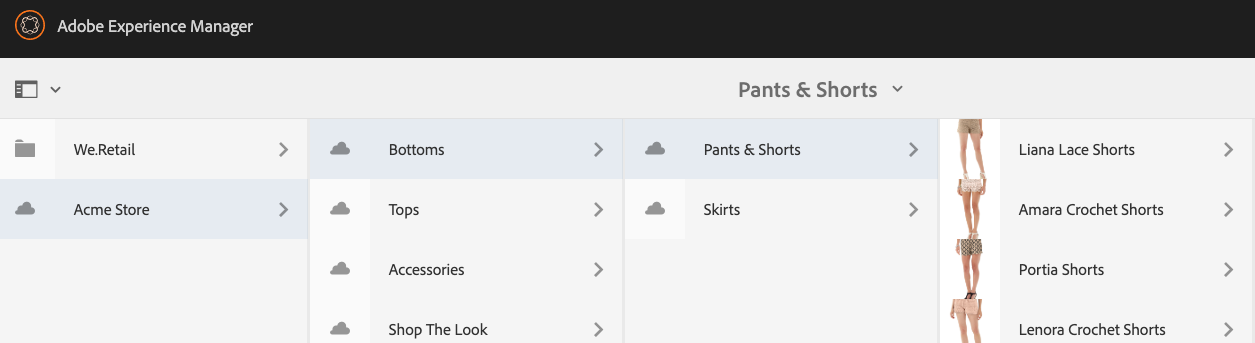 Adobe Experience Manager
Pants & Shorts
We.Retail
Acme Store
Bottoms
Tops
Accessories
Shop The Look
Pants & Shorts
Skirts
Liana Lace Shorts
Amara Crochet Shorts
Portia Shorts
Lenora Crochet Shorts